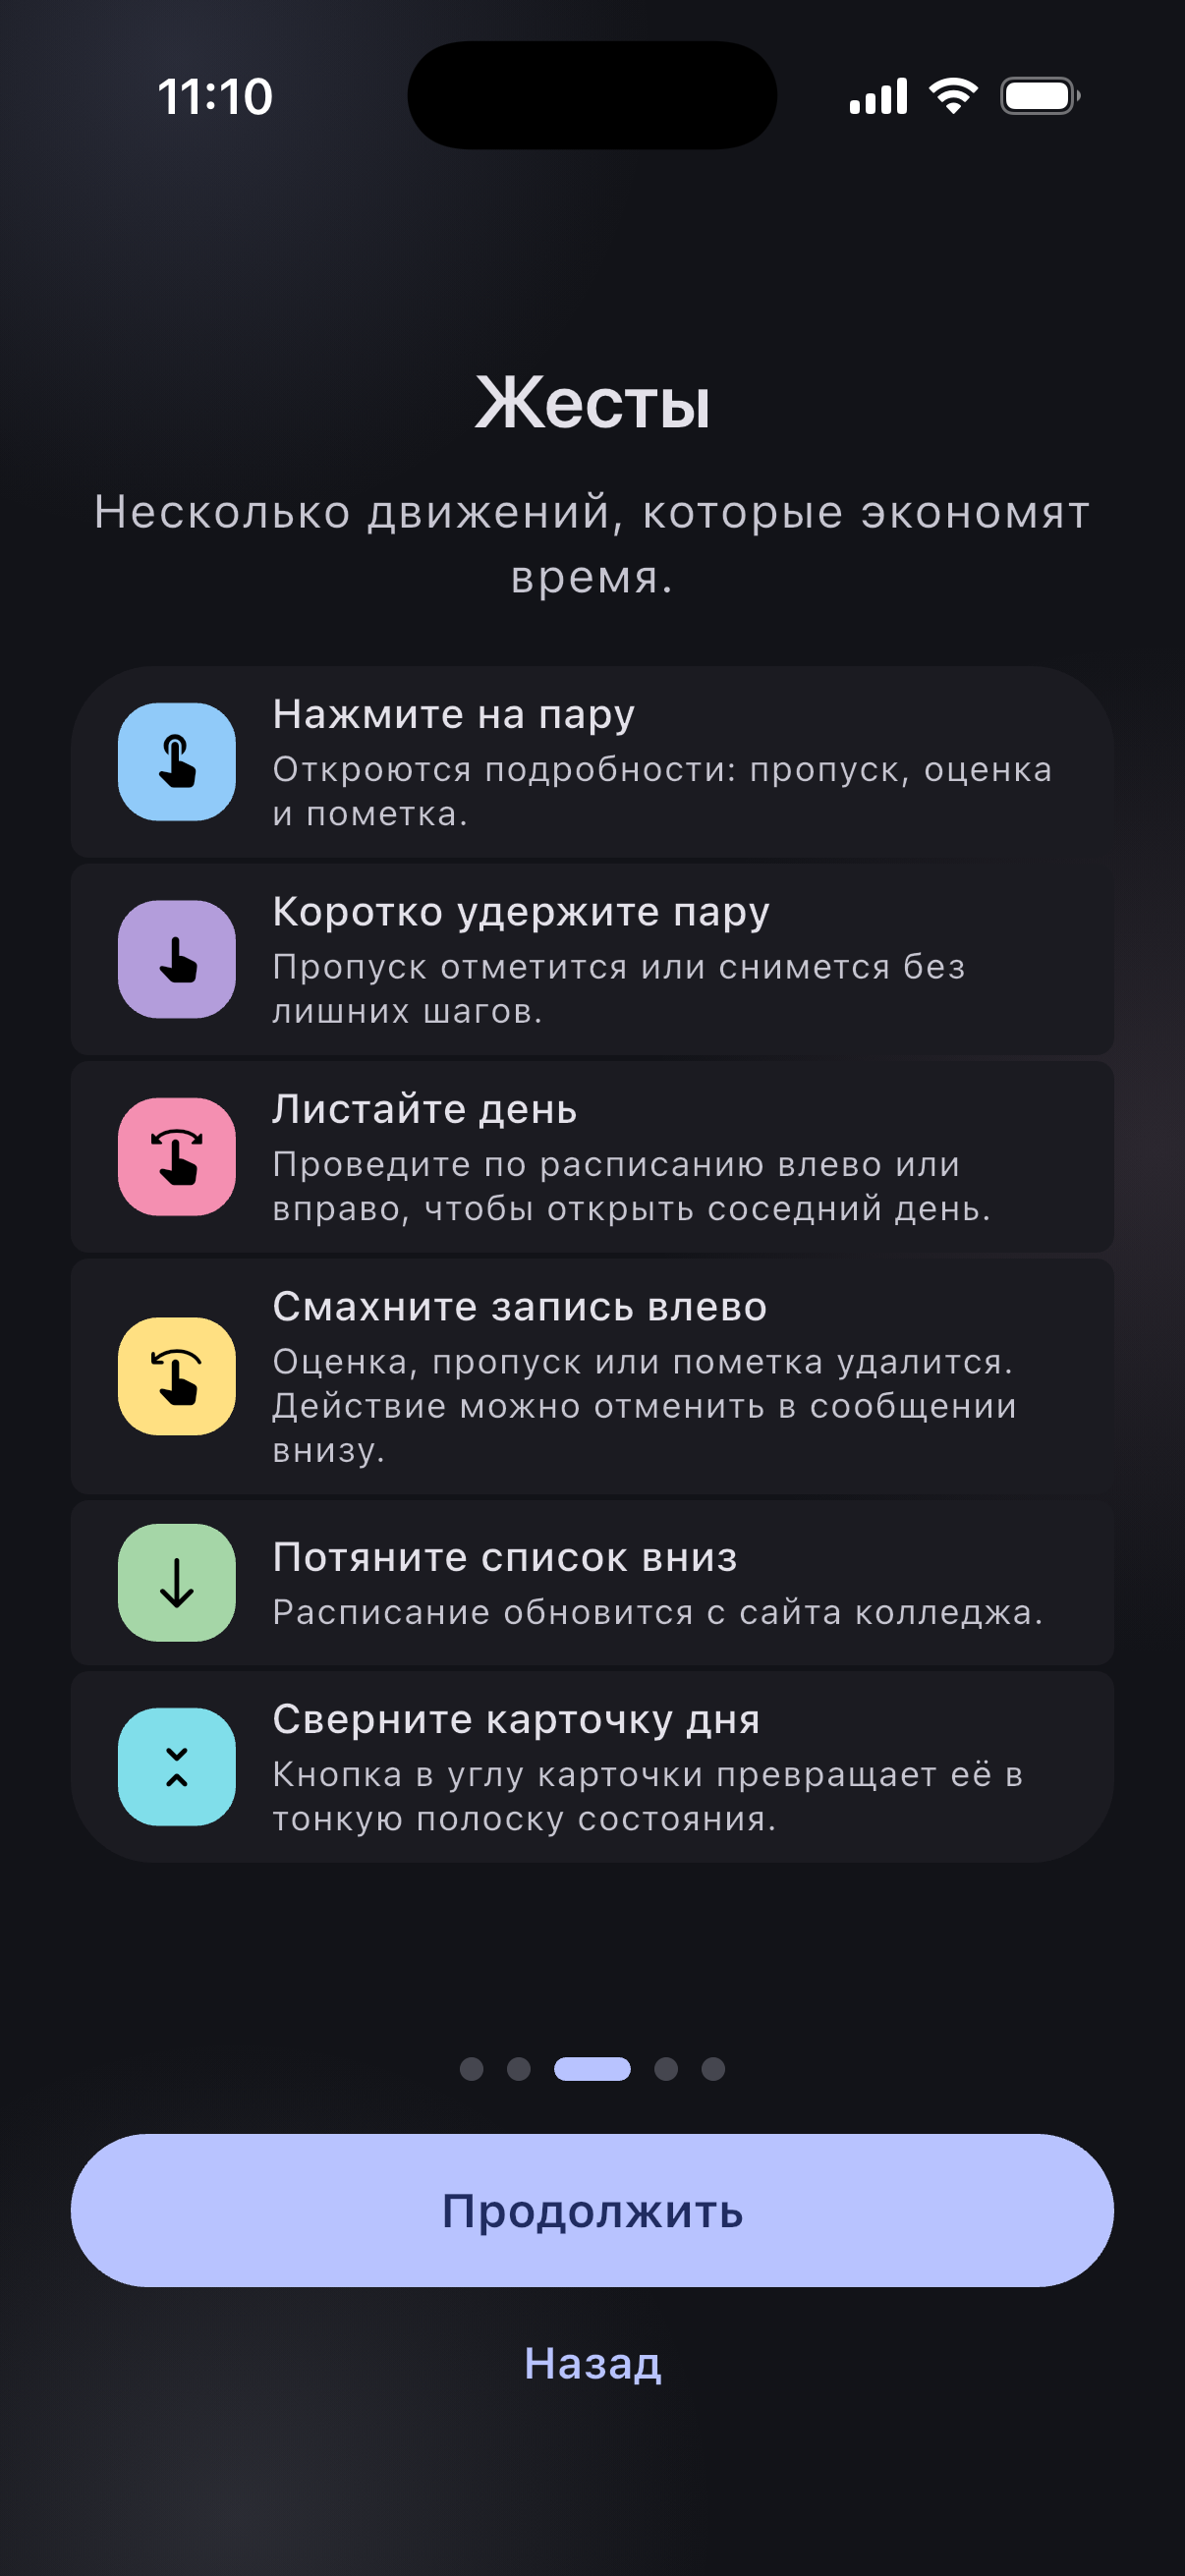 11:10
Жесты
Несколько движений, которые экономят
время.
Нажмите на пару
Откроются подробности: пропуск, оценка
и пометка.
Коротко удержите пару
Пропуск отметится или снимется без
лишних шагов.
Листайте день
Проведите по расписанию влево или
вправо, чтобы открыть соседний день.
Смахните запись влево
Оценка, пропуск или пометка удалится.
Действие можно отменить в сообщении
внизу.
Потяните список вниз
Расписание обновится с сайта колледжа.
Сверните карточку дня
Кнопка в углу карточки превращает её в
тонкую полоску состояния.
Продолжить
Назад